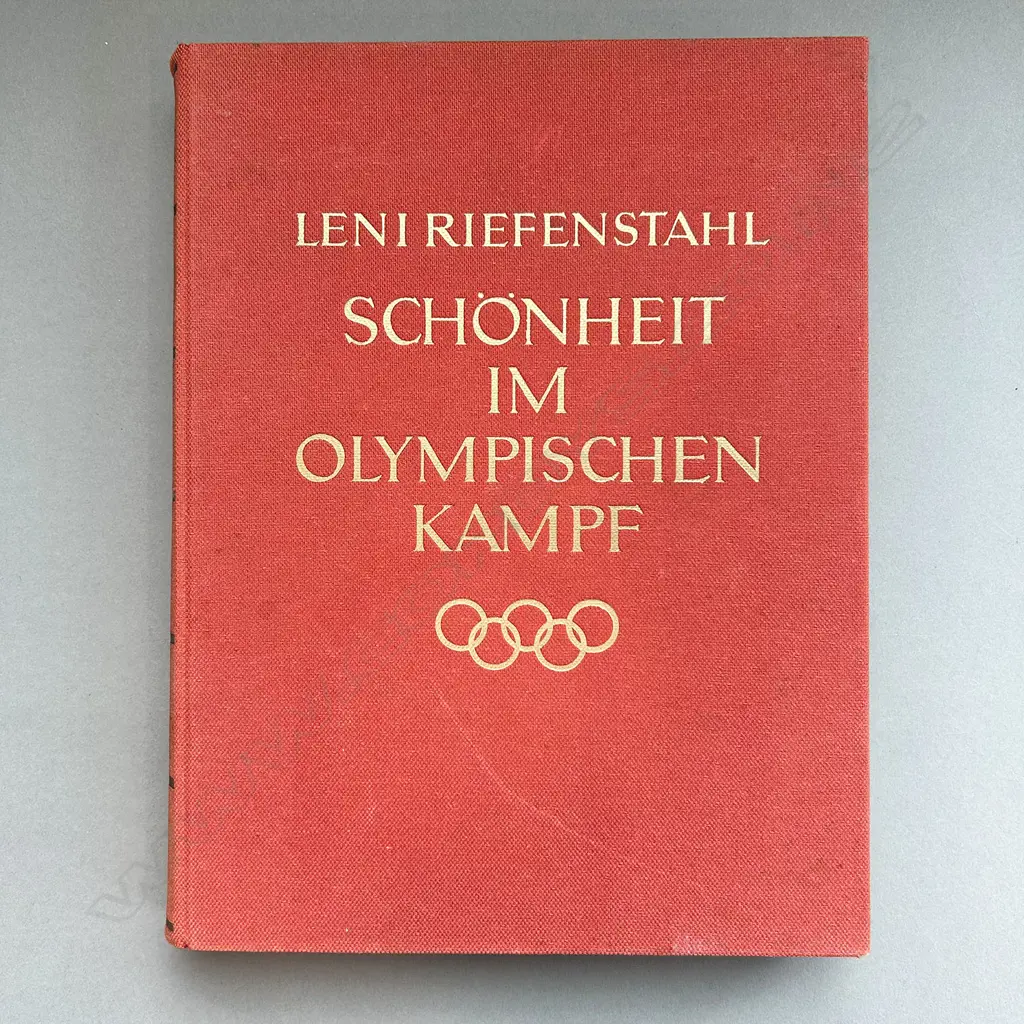 LENI RIEFENSTAHL
SCHÖNHEIT
IM
OLYMPISCHEN
KAMPF